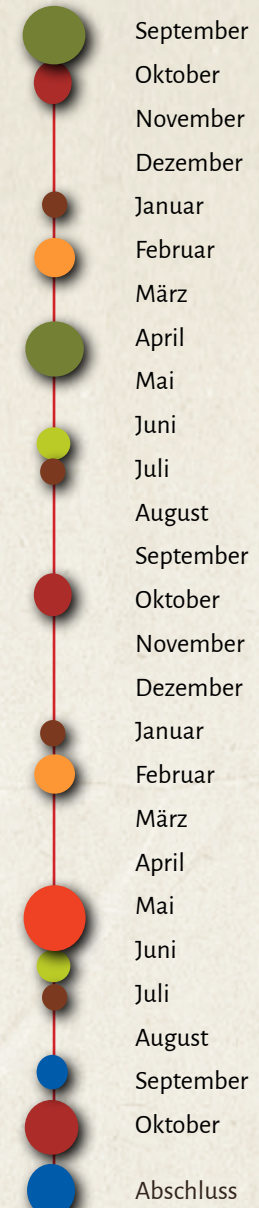 September
Oktober
November
Dezember
Januar
Februar
März
April
Mai
Juni
Juli
August
September
Oktober
November
Dezember
Januar
Februar
März
April
Mai
Juni
Juli
August
September
Oktober
Abschluss